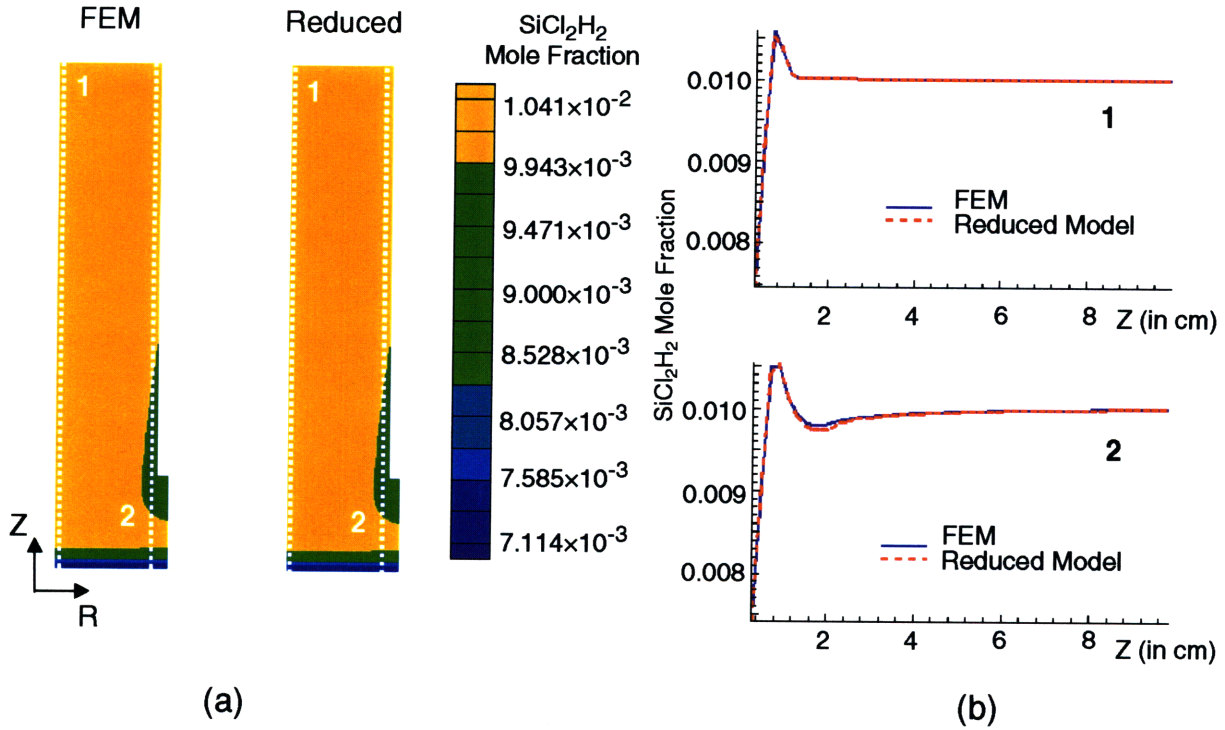 FEM
Reduced
SiCl2H2
Mole Fraction
1
1
2
2
Z
R
1.041×10-2
9.943×10-3
9.471×10-3
9.000×10-3
8.528×10-3
8.057×10-3
7.585×10-3
7.114×10-3
(a)
SiCl2H2 Mole Fraction
0.010
0.009
0.008
1
FEM
Reduced Model
2 4 6 8 Z (in cm)
0.010
0.009
0.008
2
FEM
Reduced Model
2 4 6 8 Z (in cm)
(b)